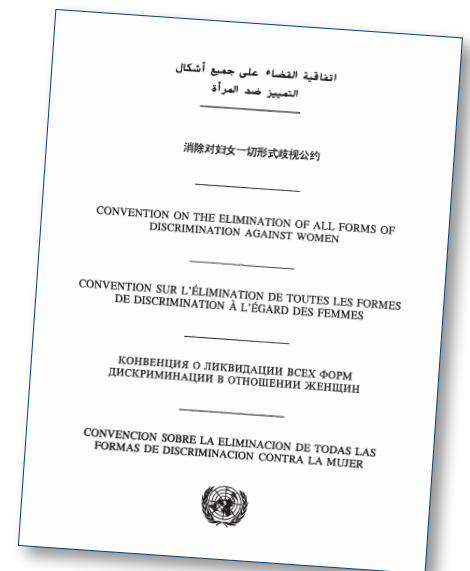 اتفاقية القضاء على جميع أشكال
التمييز ضد المرأة
消除对妇女一切形式歧视公约
CONVENTION ON THE ELIMINATION OF ALL FORMS OF
DISCRIMINATION AGAINST WOMEN
CONVENTION SUR L'ÉLIMINATION DE TOUTES LES FORMES
DE DISCRIMINATION À L'ÉGARD DES FEMMES
КОНВЕНЦИЯ О ЛИКВИДАЦИИ ВСЕХ ФОРМ
ДИСКРИМИНАЦИИ В ОТНОШЕНИИ ЖЕНЩИН
CONVENCION SOBRE LA ELIMINACION DE TODAS LAS
FORMAS DE DISCRIMINACION CONTRA LA MUJER